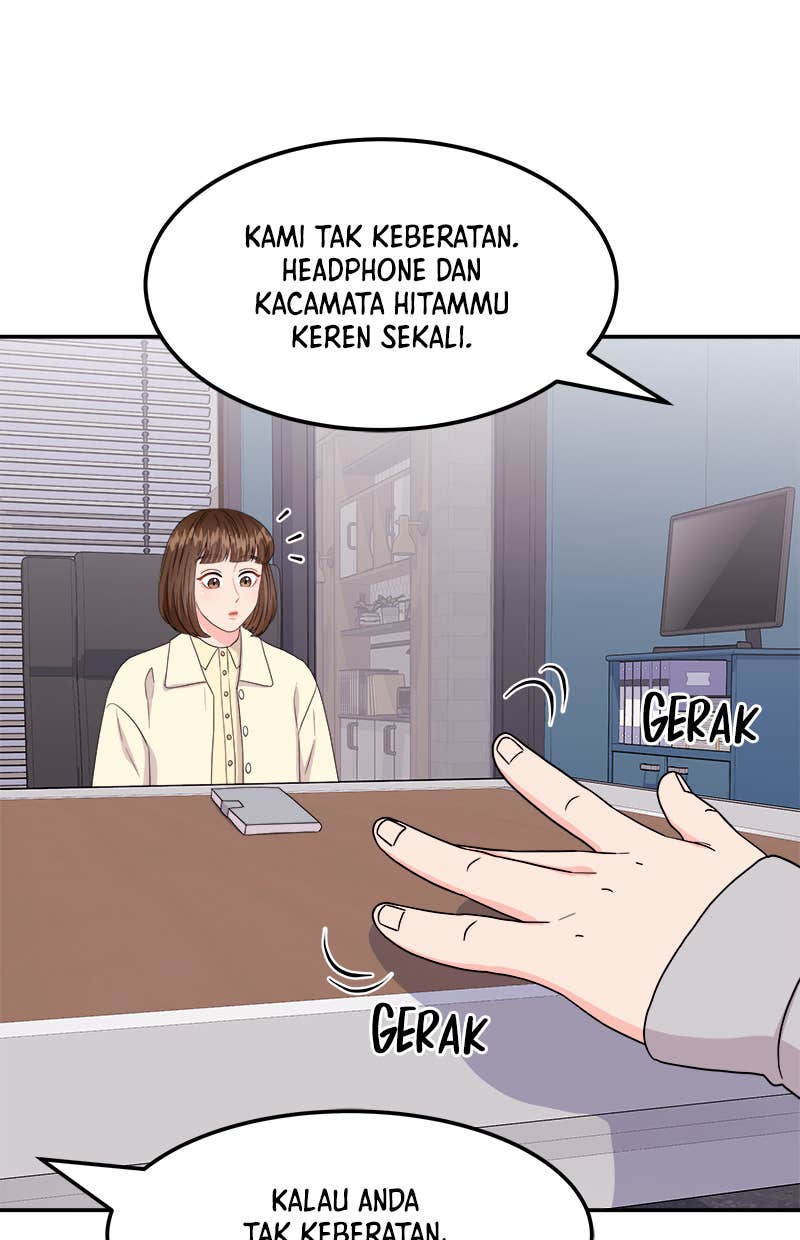 KAMI TAK KEBERATAN.
HEADPHONE DAN
KACAMATA HITAMMU
KEREN SEKALI.
GERAK
GERAK
KALAU ANDA
TAK KEBERATAN.